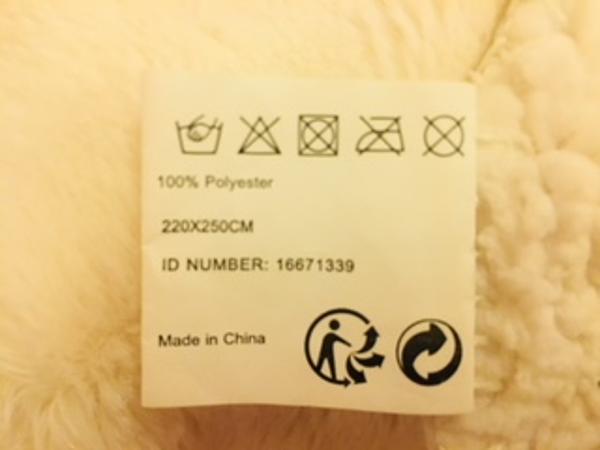 100% Polyester
220X250CM
ID NUMBER: 16671339
Made in China